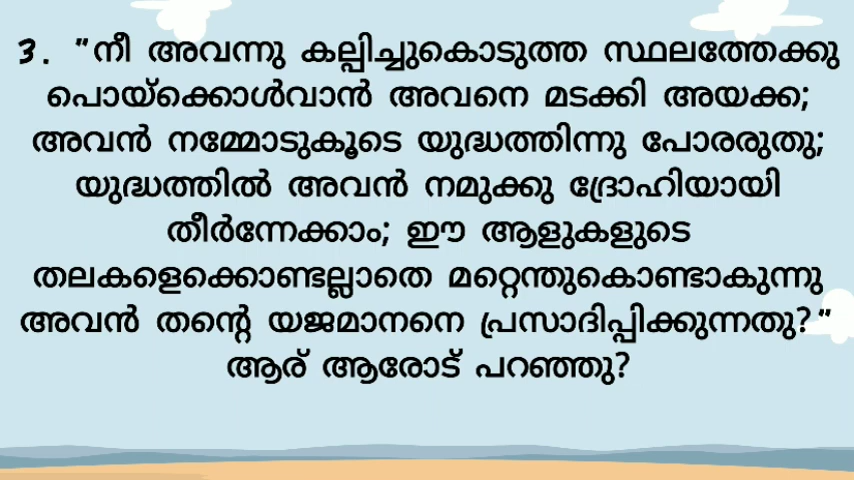 3. "നീ അവന്നു കല്പിച്ചുകൊടുത്ത സ്ഥലത്തേക്കു
പൊയ്ക്കൊൾവാൻ അവനെ മടക്കി അയക്ക;
അവൻ നമ്മോടുകൂടെ യുദ്ധത്തിന്നു പോരരുതു;
യുദ്ധത്തിൽ അവൻ നമുക്കു ദ്രോഹിയായി
തീർന്നേക്കാം; ഈ ആളുകളുടെ
തലകളെക്കൊണ്ടല്ലാതെ മറ്റെന്തുകൊണ്ടാകുന്നു
അവൻ തന്റെ യജമാനനെ പ്രസാദിപ്പിക്കുന്നതു?"
ആര് ആരോട് പറഞ്ഞു?